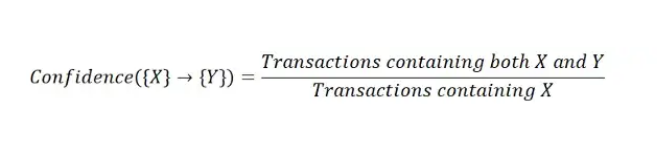 Confidence({X} → {Y}) = Transactions containing both X and Y / Transactions containing X